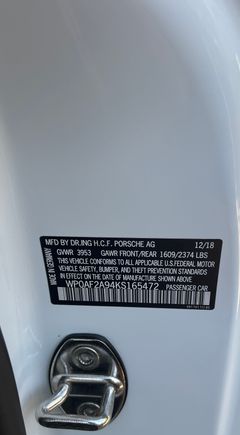 MFD BY DR.ING H.C.F. PORSCHE AG 12/18
GVWR 3953 GAWR FRONT/REAR 1609/2374 LBS
THIS VEHICLE CONFORMS TO ALL APPLICABLE U.S.FEDERAL MOTOR
VEHICLE SAFETY, BUMPER, AND THEFT PREVENTION STANDARDS
IN EFFECT ON THE DATE OF MANUFACTURE SHOWN ABOVE
WP0AF2A94KS165472 PASSENGER CAR
MADE IN GERMANY